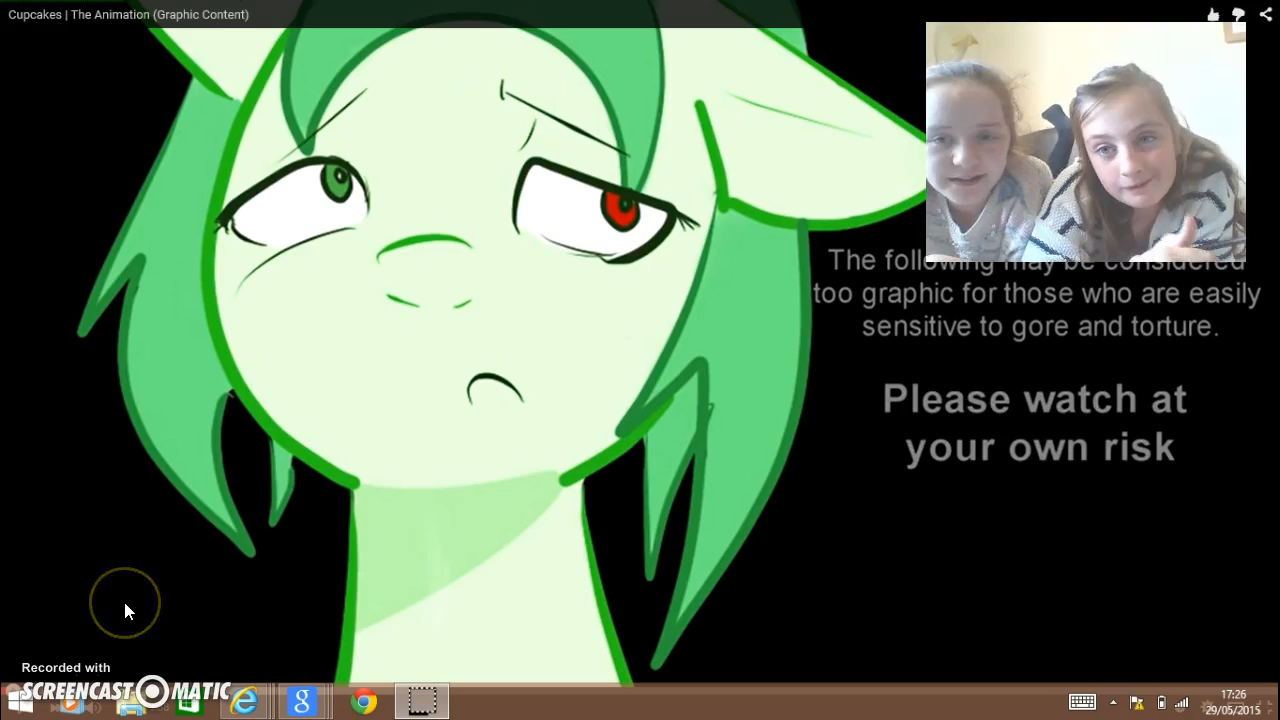 Cupcakes | The Animation (Graphic Content)
The following may be considered
too graphic for those who are easily
sensitive to gore and torture.
Please watch at
your own risk
Recorded with
SCREENCAST MATIC
17:26
29/05/2015